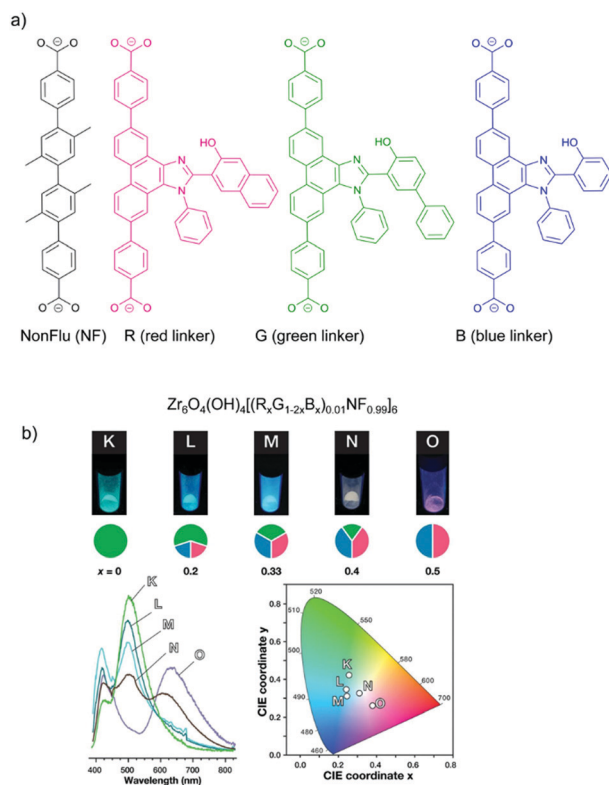 a)
O ⊖ O O ⊖ O O ⊖ O O ⊖ O
HO N N HO N N HO N N
O ⊖ O O ⊖ O O ⊖ O O ⊖ O
NonFlu (NF) R (red linker) G (green linker) B (blue linker)
Zr₆O₄(OH)₄[(RₓG₁₋₂ₓBₓ)₀.₀₁NF₀.₉₉]₆
b)
K L M N O
x = 0 0.2 0.33 0.4 0.5
K
L
M
N
O
400 500 600 700 800
Wavelength (nm)
CIE coordinate y
0.8
0.6
0.4
0.2
0.0
520
510
560
500
580
600
490
700
480
460
K
L
M
N
O
0.0 0.2 0.4 0.6 0.8
CIE coordinate x